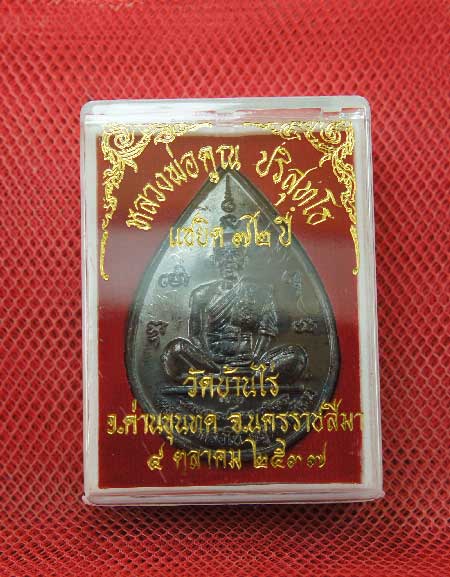 หลวงพ่อคูณ ปริสุทฺโธ
แซยิด ๗๒ ปี
วัดบ้านไร่
อ.ด่านขุนทด จ.นครราชสีมา
๔ ตุลาคม ๒๕๓๗